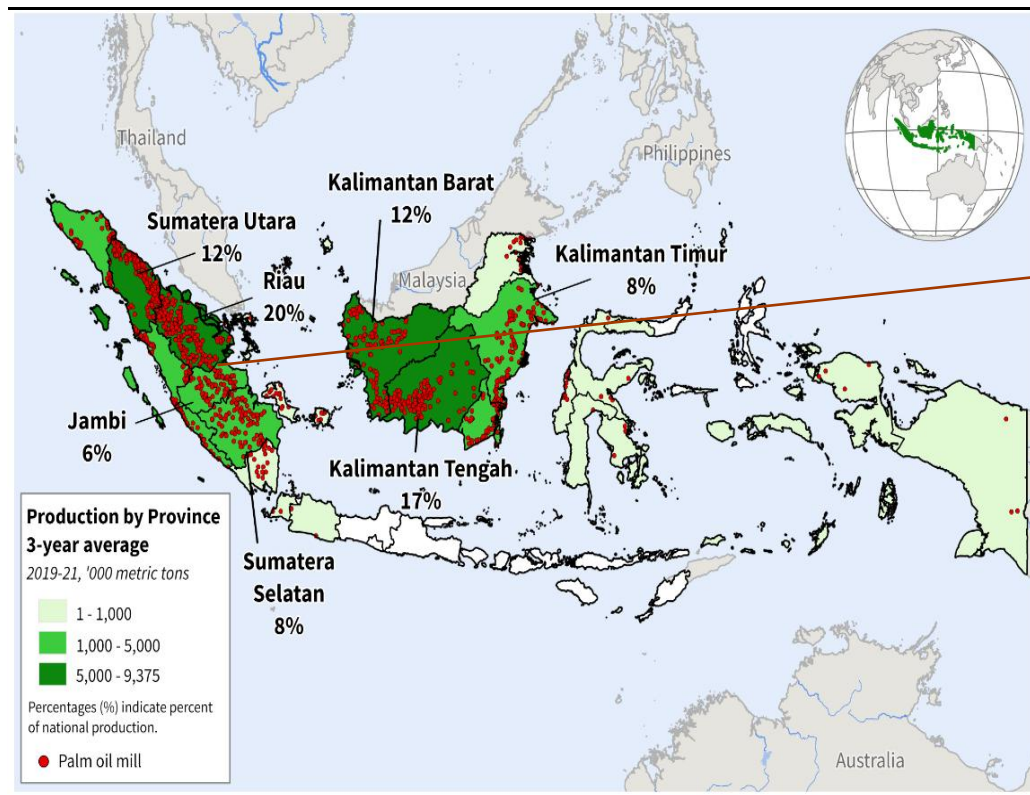 Thailand
Philippines
Kalimantan Barat
12%
Sumatera Utara
12%
Kalimantan Timur
8%
Malaysia
Riau
20%
Jambi
6%
Kalimantan Tengah
17%
Sumatera
Selatan
8%
Production by Province
3-year average
2019-21, '000 metric tons
1 - 1,000
1,000 - 5,000
5,000 - 9,375
Percentages (%) indicate percent
of national production.
Palm oil mill
Australia